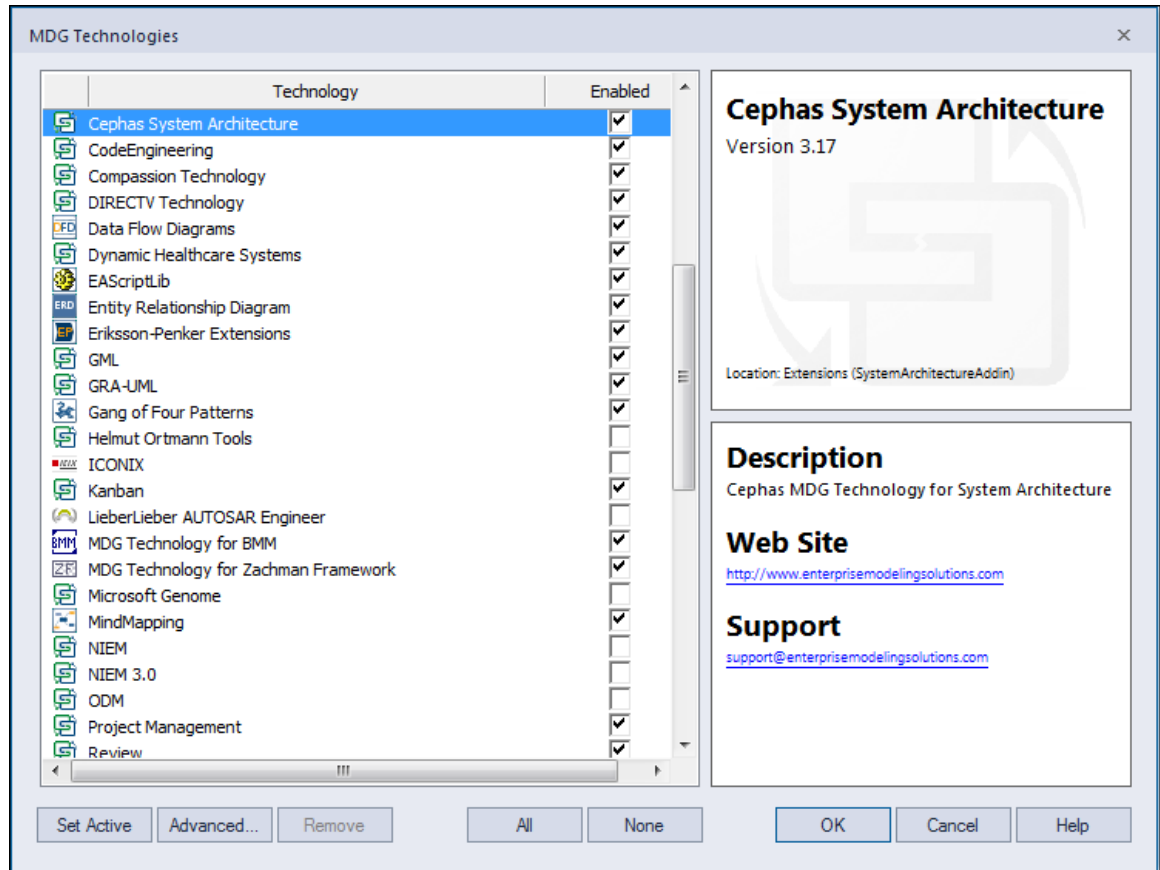 MDG Technologies
Technology Enabled
Cephas System Architecture
CodeEngineering
Compassion Technology
DIRECTV Technology
DFD Data Flow Diagrams
Dynamic Healthcare Systems
EAScriptLib
ERD Entity Relationship Diagram
EP Eriksson-Penker Extensions
GML
GRA-UML
Gang of Four Patterns
Helmut Ortmann Tools
ICONIX
Kanban
LieberLieber AUTOSAR Engineer
BMM MDG Technology for BMM
ZF MDG Technology for Zachman Framework
Microsoft Genome
MindMapping
NIEM
NIEM 3.0
ODM
Project Management
Review
Cephas System Architecture
Version 3.17
Location: Extensions (SystemArchitectureAddin)
Description
Cephas MDG Technology for System Architecture
Web Site
http://www.enterprisemodelingsolutions.com
Support
support@enterprisemodelingsolutions.com
Set Active Advanced... Remove All None OK Cancel Help